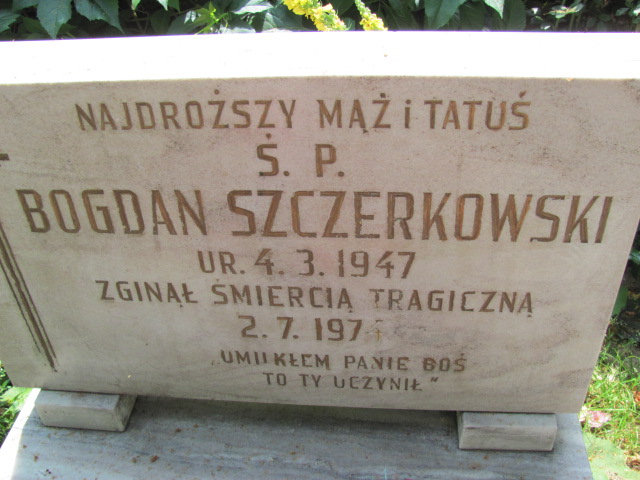 NAJDROŻSZY MĄŻ i TATUŚ
Ś. P.
BOGDAN SZCZERKOWSKI
UR. 4. 3. 1947
ZGINĄŁ ŚMIERCIĄ TRAGICZNĄ
2. 7.
„UMILKŁEM PANIE BOŚ
TO TY UCZYNIŁ"